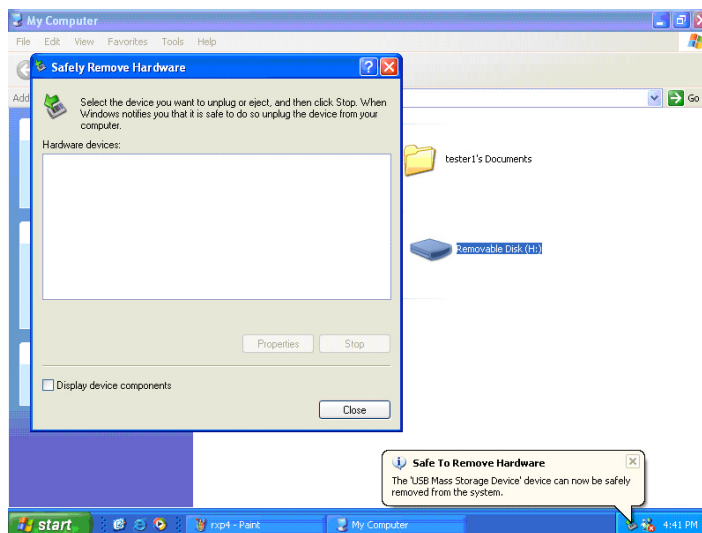 My Computer
File Edit View Favorites Tools Help
Safely Remove Hardware
Add
Go
Select the device you want to unplug or eject, and then click Stop. When
Windows notifies you that it is safe to do so unplug the device from your
computer.
Hardware devices:
tester1's Documents
Removable Disk (H:)
Properties
Stop
Display device components
Close
Safe To Remove Hardware
The 'USB Mass Storage Device' device can now be safely
removed from the system.
start
rxp4 - Paint
My Computer
4:41 PM